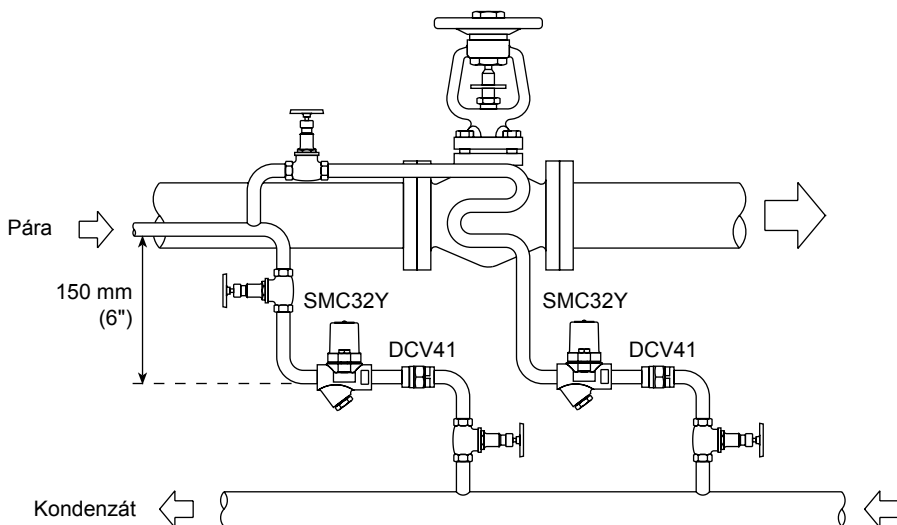 Pára
150 mm
(6")
SMC32Y
DCV41
SMC32Y
DCV41
Kondenzát